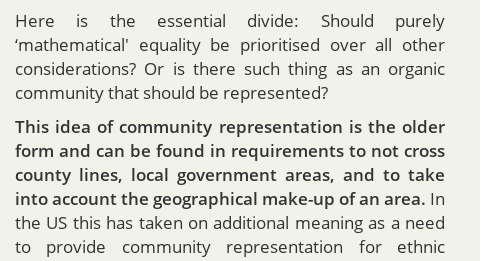 Here is the essential divide: Should purely
‘mathematical' equality be prioritised over all other
considerations? Or is there such thing as an organic
community that should be represented?
This idea of community representation is the older
form and can be found in requirements to not cross
county lines, local government areas, and to take
into account the geographical make-up of an area. In
the US this has taken on additional meaning as a need
to provide community representation for ethnic